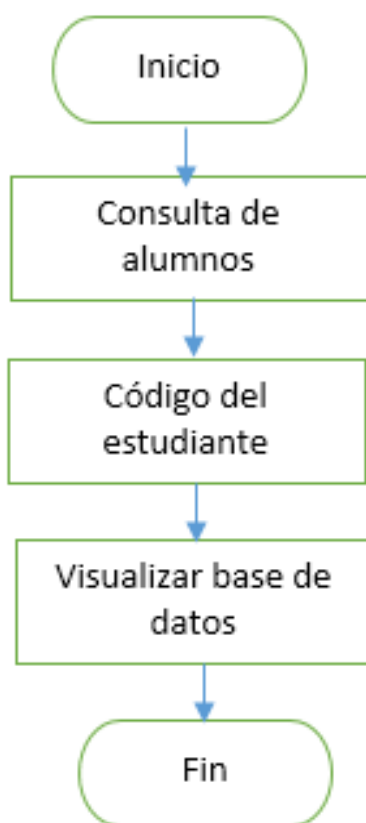 Inicio
Consulta de
alumnos
Código del
estudiante
Visualizar base de
datos
Fin